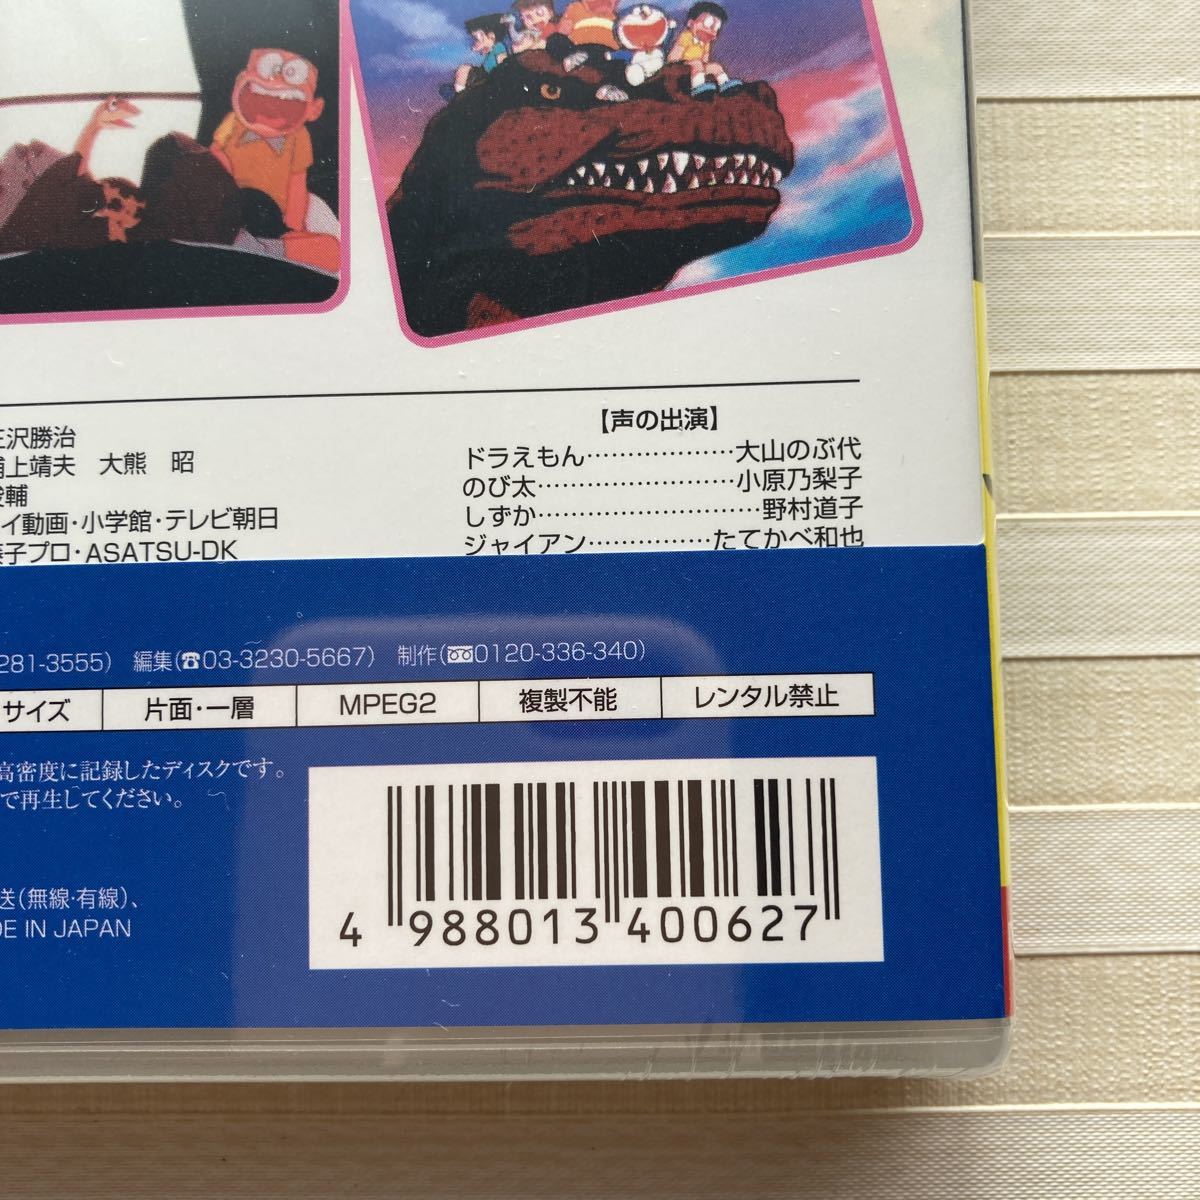 沢勝治
上靖夫 大熊 昭
俊輔
イ動画・小学館・テレビ朝日
子プロ・ASATSU-DK
【声の出演】
ドラえもん………………大山のぶ代
のび太……………………小原乃梨子
しずか………………………野村道子
ジャイアン……………たてかべ和也
281-3555) 編集(☎03-3230-5667) 制作(0120-336-340)
サイズ 片面・一層 MPEG2 複製不能 レンタル禁止
高密度に記録したディスクです。
で再生してください。
送(無線・有線)、
DE IN JAPAN
4 988013 400627